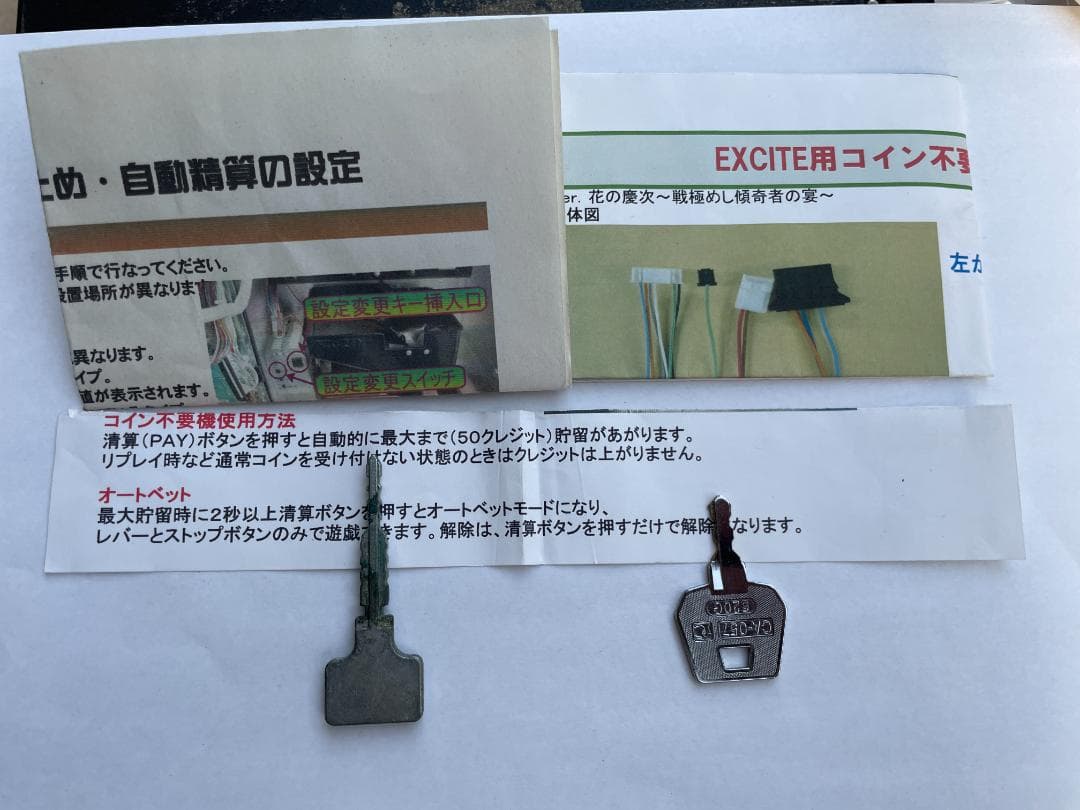 め・自動精算の設定
手順で行なってください。
設置場所が異なります
設定変更キー挿入口
異なります。
イプ。
値が表示されます。
設定変更スイッチ
EXCITE用コイン不要
er. 花の慶次～戦極めし傾奇者の宴～
体図
左か
コイン不要機使用方法
清算（PAY）ボタンを押すと自動的に最大まで（50クレジット）貯留があがります。
リプレイ時など通常コインを受け付けない状態のときはクレジットは上がりません。
オートベット
最大貯留時に2秒以上清算ボタンを押すとオートベットモードになり、
レバーとストップボタンのみで遊戯できます。解除は、清算ボタンを押すだけで解除になります。